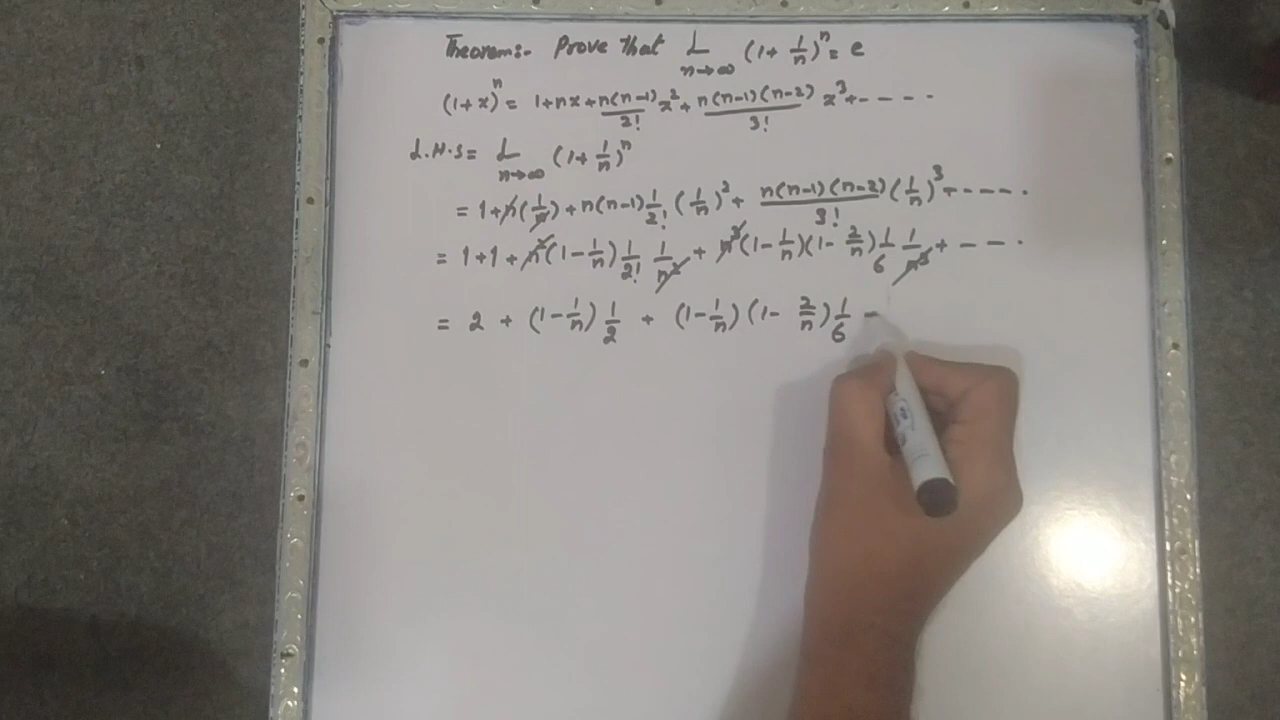 Theorem:- Prove that L n→∞ (1+ 1/n)^n = e
(1+x)^n = 1+nx+n(n-1)/2! x^2+ n(n-1)(n-2)/3! x^3+----
L.H.S= L n→∞ (1+ 1/n)^n
= 1+n(1/n)+n(n-1)1/2! (1/n)^2+ n(n-1)(n-2)/3! (1/n)^3+----.
= 1+1+n^2(1-1/n)1/2! 1/n^2 + n^3(1-1/n)(1-2/n)1/6 1/n^3+---.
= 2 + (1-1/n)1/2 + (1-1/n)(1-2/n)1/6 -